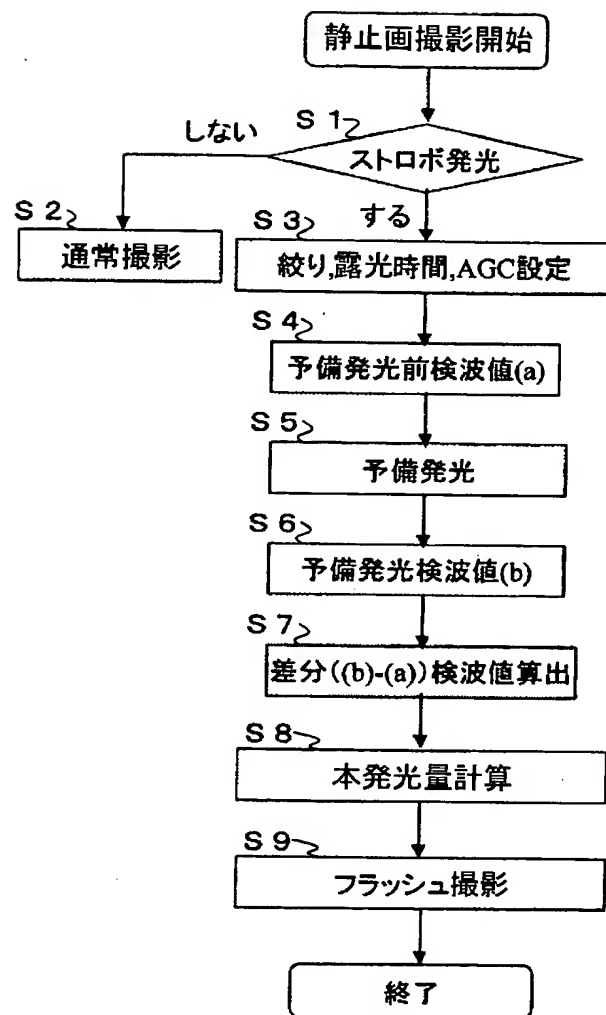 静止画撮影開始
S 1
しない
ストロボ発光
S 2
する
S 3
通常撮影
絞り,露光時間,AGC設定
S 4
予備発光前検波値(a)
S 5
予備発光
S 6
予備発光検波値(b)
S 7
差分((b)-(a))検波値算出
S 8
本発光量計算
S 9
フラッシュ撮影
終了